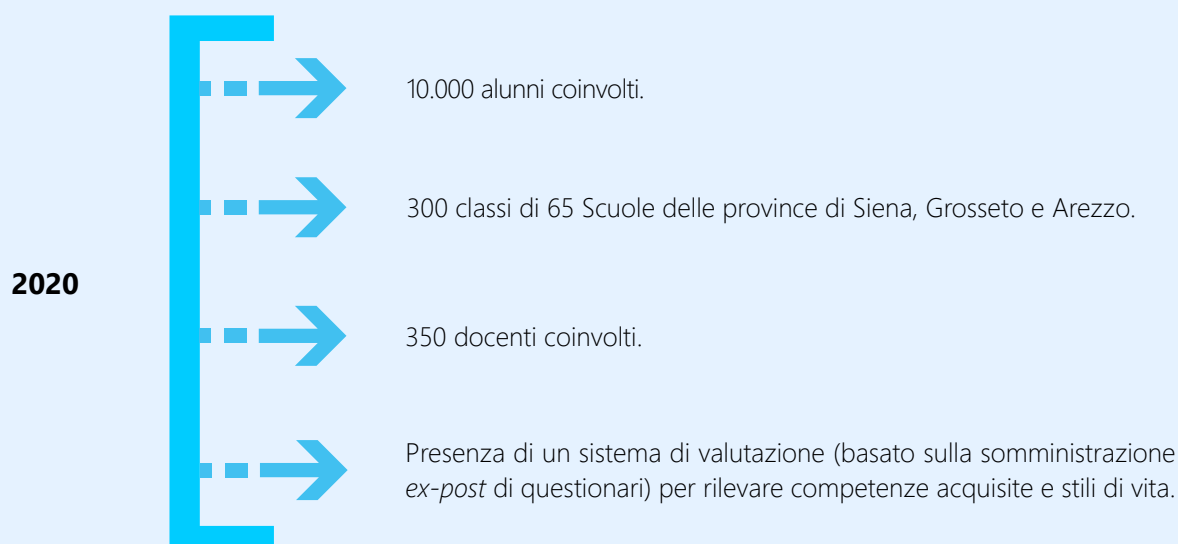 10.000 alunni coinvolti.
300 classi di 65 Scuole delle province di Siena, Grosseto e Arezzo.
2020
350 docenti coinvolti.
Presenza di un sistema di valutazione (basato sulla somministrazione
ex-post di questionari) per rilevare competenze acquisite e stili di vita.